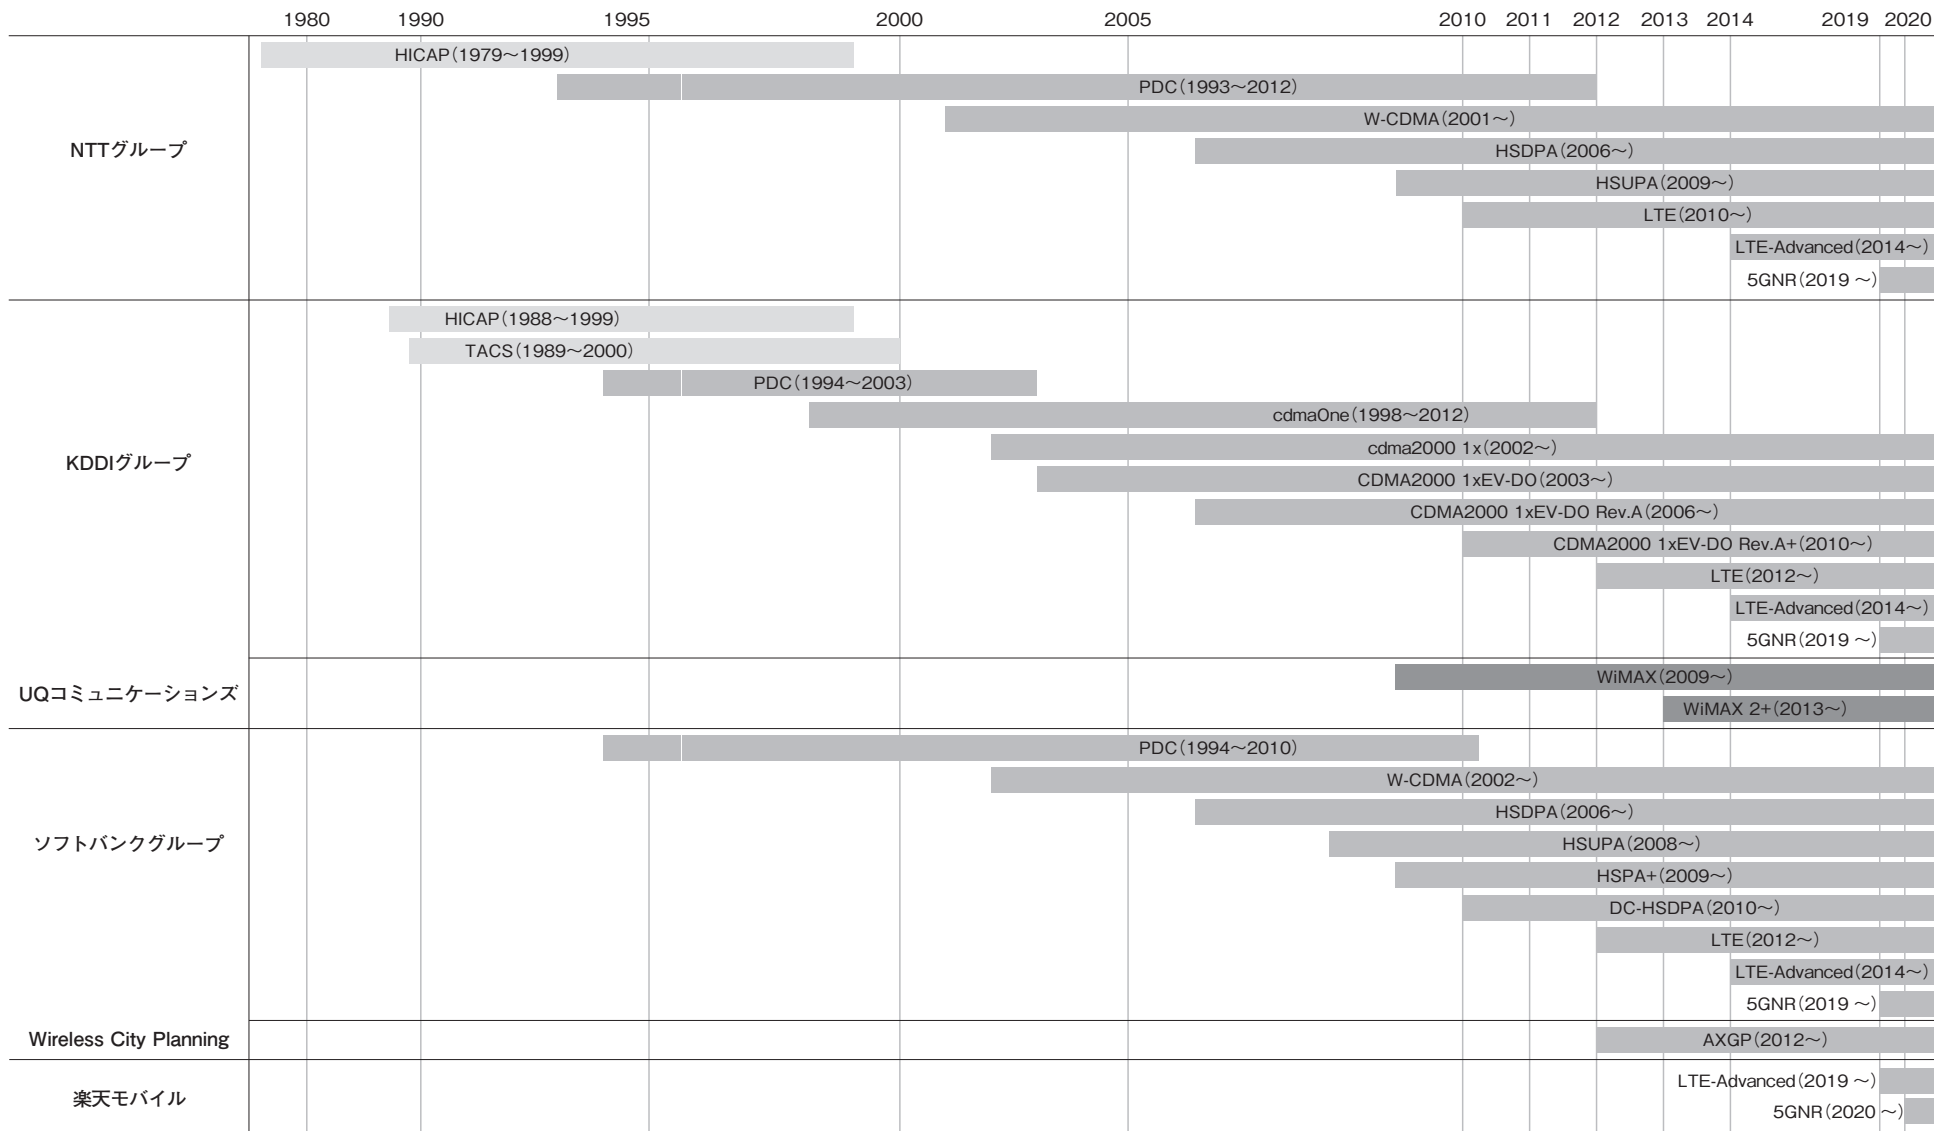 1980 1990 1995 2000 2005 2010 2011 2012 2013 2014 2019 2020
NTTグループ
HICAP(1979～1999)
PDC(1993～2012)
W-CDMA(2001～)
HSDPA(2006～)
HSUPA(2009～)
LTE(2010～)
LTE-Advanced(2014～)
5GNR(2019 ～)
KDDIグループ
HICAP(1988～1999)
TACS(1989～2000)
PDC(1994～2003)
cdmaOne(1998～2012)
cdma2000 1x(2002～)
CDMA2000 1xEV-DO(2003～)
CDMA2000 1xEV-DO Rev.A(2006～)
CDMA2000 1xEV-DO Rev.A+(2010～)
LTE(2012～)
LTE-Advanced(2014～)
5GNR(2019 ～)
UQコミュニケーションズ
WiMAX(2009～)
WiMAX 2+(2013～)
ソフトバンクグループ
PDC(1994～2010)
W-CDMA(2002～)
HSDPA(2006～)
HSUPA(2008～)
HSPA+(2009～)
DC-HSDPA(2010～)
LTE(2012～)
LTE-Advanced(2014～)
5GNR(2019 ～)
Wireless City Planning
AXGP(2012～)
楽天モバイル
LTE-Advanced(2019 ～)
5GNR(2020 ～)